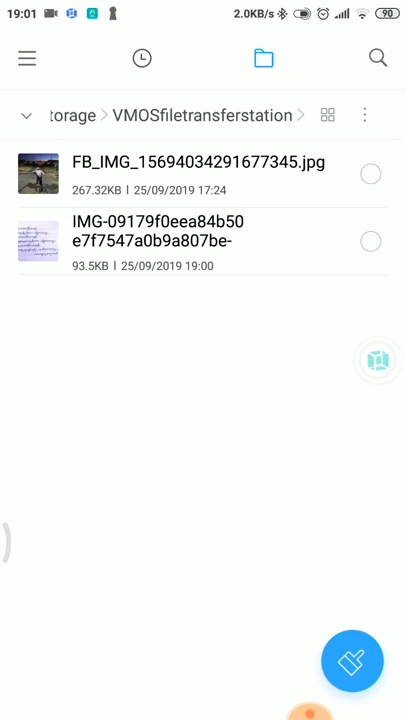 19:01 2.0KB/s 90
torage VMOSfiletransferstation
FB_IMG_15694034291677345.jpg
267.32KB | 25/09/2019 17:24
IMG-09179f0eea84b50
e7f7547a0b9a807be-
93.5KB | 25/09/2019 19:00